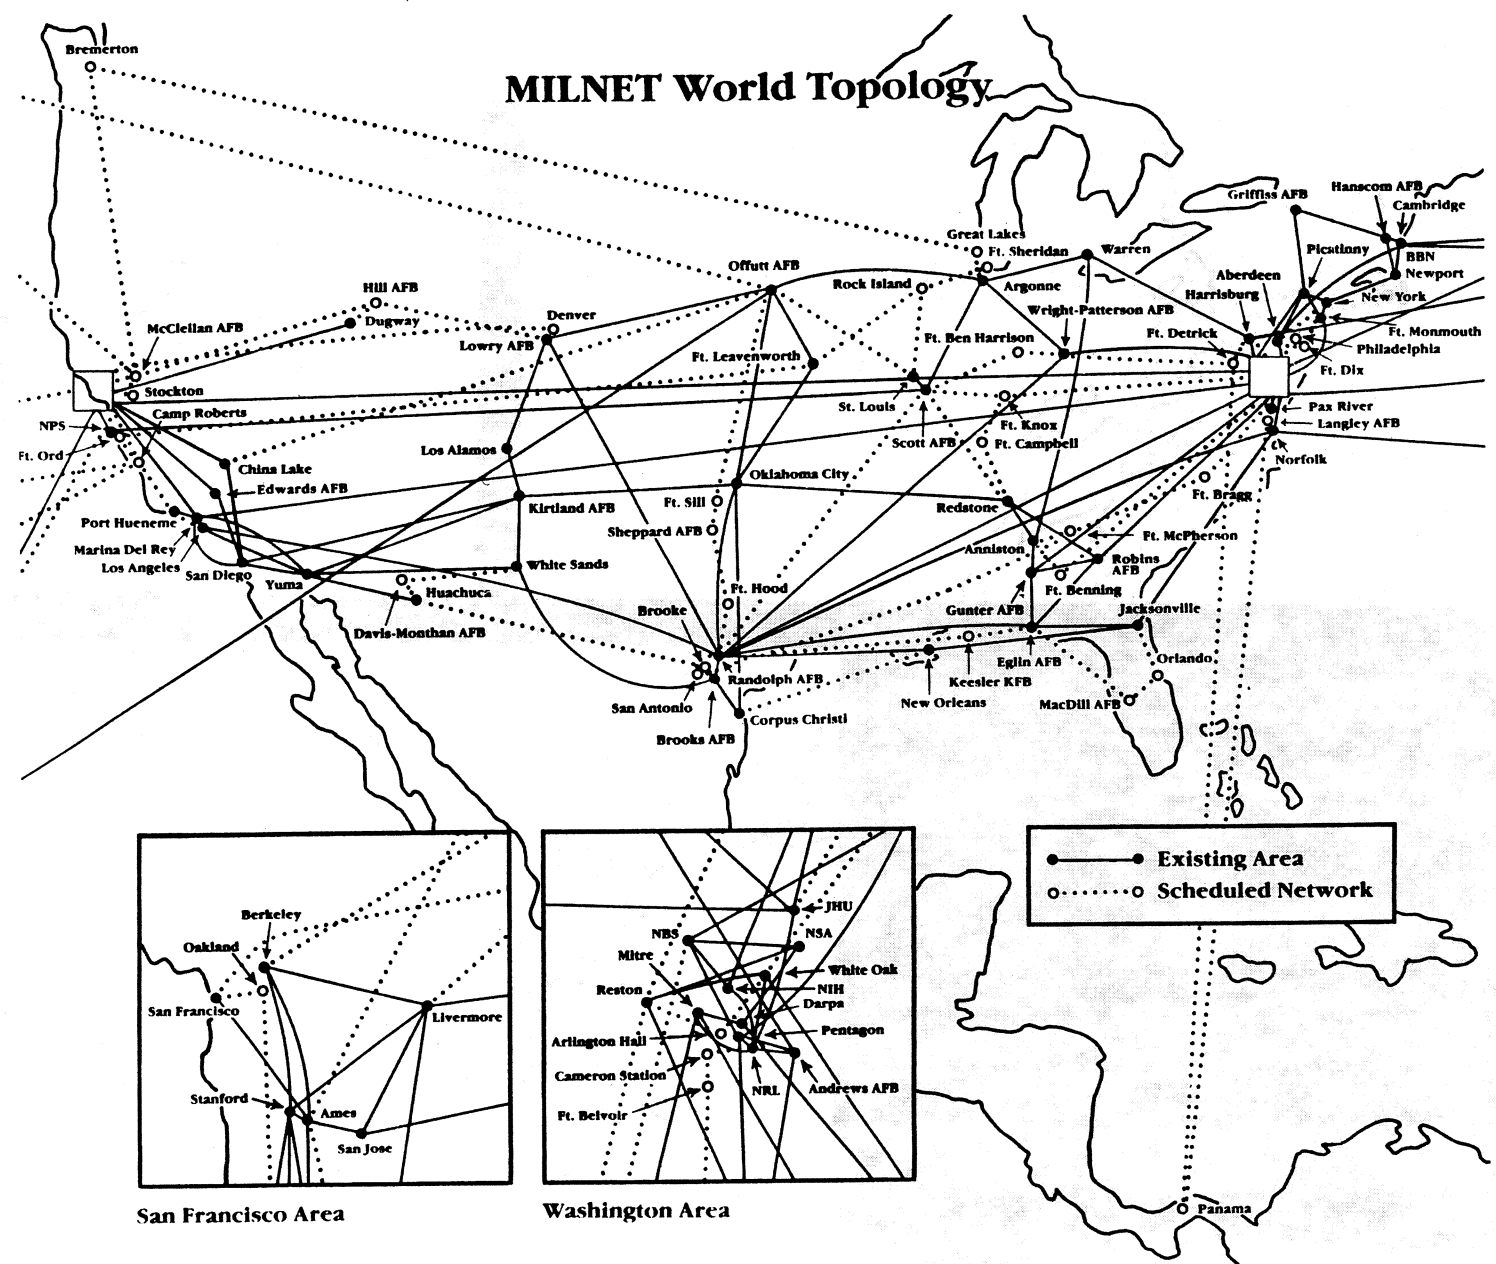 MILNET World Topology
Bremerton
Griffiss AFB
Hanscom AFB
Cambridge
Great Lakes
Ft. Sheridan
Warren
Picatinny
BBN
Newport
Offutt AFB
Rock Island
Argonne
Aberdeen
Harrisburg
New York
Hill AFB
Dugway
Denver
Lowry AFB
Wright-Patterson AFB
Ft. Monmouth
McClellan AFB
Ft. Ben Harrison
Ft. Detrick
Philadelphia
Ft. Leavenworth
Ft. Dix
Stockton
Camp Roberts
St. Louis
Pax River
NPS
Ft. Knox
Langley AFB
Ft. Ord
Scott AFB
Ft. Campbell
Los Alamos
Norfolk
China Lake
Oklahoma City
Edwards AFB
Ft. Bragg
Kirtland AFB
Ft. Sill
Redstone
Port Hueneme
Sheppard AFB
Ft. McPherson
Marina Del Rey
Anniston
Los Angeles
San Diego
White Sands
Robins
AFB
Yuma
Huachuca
Ft. Hood
Ft. Benning
Brooke
Gunter AFB
Jacksonville
Davis-Monthan AFB
Eglin AFB
Orlando
Randolph AFB
Keesler KFB
San Antonio
New Orleans
MacDill AFB
Corpus Christi
Brooks AFB
Existing Area
Scheduled Network
Berkeley
Oakland
San Francisco
Livermore
Stanford
Ames
San Jose
San Francisco Area
JHU
NBS
NSA
Mitre
White Oak
Reston
NIH
Darpa
Arlington Hall
Pentagon
Cameron Station
NRL
Andrews AFB
Ft. Belvoir
Washington Area
Panama